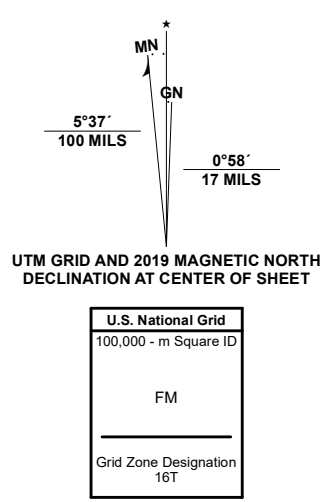 ★
MN
GN
5°37´
100 MILS
0°58´
17 MILS
UTM GRID AND 2019 MAGNETIC NORTH
DECLINATION AT CENTER OF SHEET
U.S. National Grid
100,000 - m Square ID
FM
Grid Zone Designation
16T